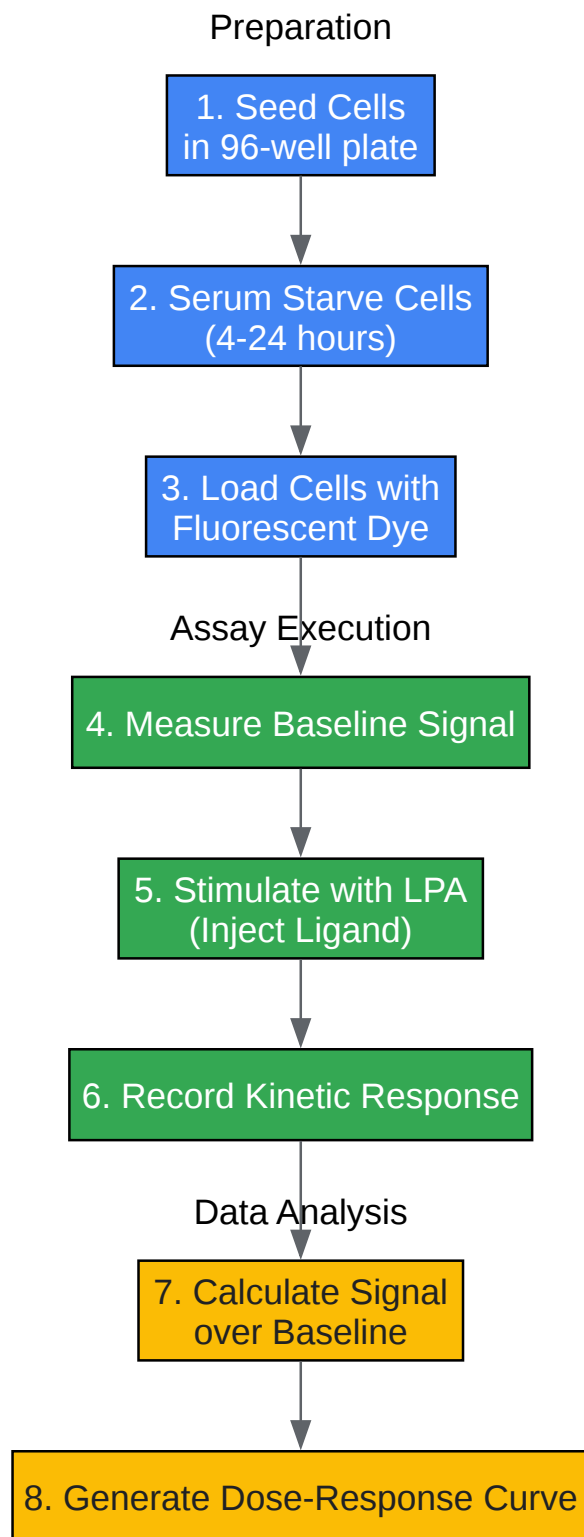 Preparation
1. Seed Cells
in 96-well plate
2. Serum Starve Cells
(4-24 hours)
3. Load Cells with
Fluorescent Dye
Assay Execution
4. Measure Baseline Signal
5. Stimulate with LPA
(Inject Ligand)
6. Record Kinetic Response
Data Analysis
7. Calculate Signal
over Baseline
8. Generate Dose-Response Curve